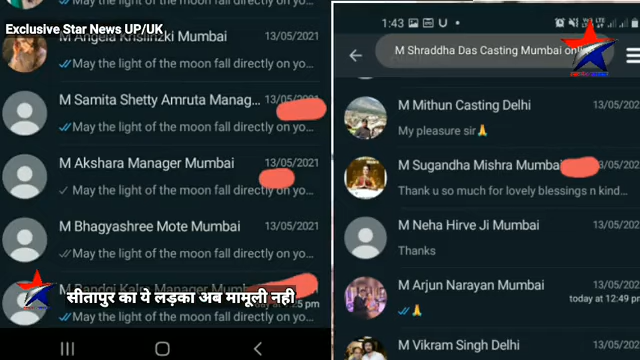 Exclusive Star News UP/UK
M Angela Krislinzki Mumbai
13/05/2021
May the light of the moon fall directly on yo...
M Samita Shetty Amruta Manag...
May the light of the moon fall directly on yo...
M Akshara Manager Mumbai
13/05/2021
May the light of the moon fall directly on yo...
M Bhagyashree Mote Mumbai
13/05/2021
May the light of the moon fall directly on yo...
सीतापुर का ये लड़का अब मामूली नही
May the light of the moon fall directly on yo...
1:43
M Shraddha Das Casting Mumbai onl
M Mithun Casting Delhi
13/05/202
My pleasure sir🙏
M Sugandha Mishra Mumbai
Thank u so much for lovely blessings n kind...
M Neha Hirve Ji Mumbai
13/05/202
Thanks
M Arjun Narayan Mumbai
today at 12:49 pm
🙏
M Vikram Singh Delhi
13/05/202